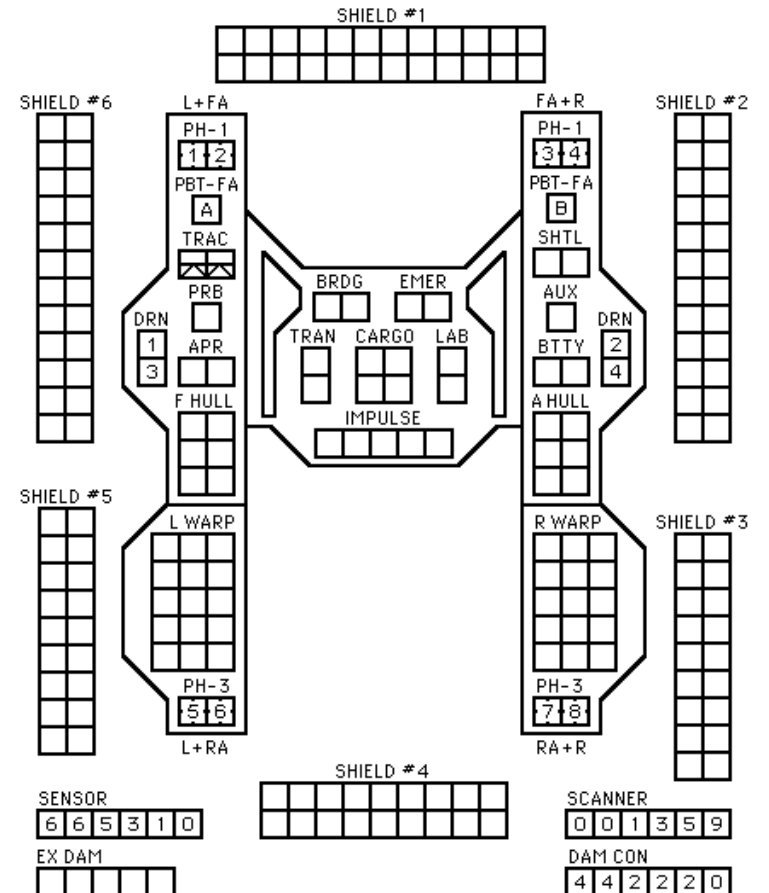 SHIELD #1
SHIELD #6
L+FA
FA+R
SHIELD #2
PH-1
1 2
PH-1
3 4
PBT-FA
A
PBT-FA
B
TRAC
SHTL
PRB
AUX
BRDG
EMER
DRN
1
3
DRN
2
4
TRAN
CARGO
LAB
APR
BTTY
F HULL
A HULL
IMPULSE
SHIELD #5
L WARP
R WARP
SHIELD #3
PH-3
5 6
PH-3
7 8
L+RA
RA+R
SHIELD #4
SENSOR
6 6 5 3 1 0
SCANNER
0 0 1 3 5 9
EX DAM
DAM CON
4 4 2 2 2 0